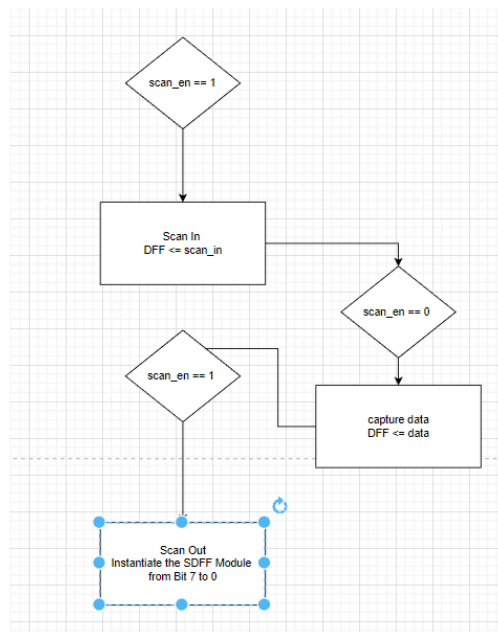 scan_en == 1
Scan In
DFF <= scan_in
scan_en == 0
scan_en == 1
capture data
DFF <= data
Scan Out
Instantiate the SDFF Module
from Bit 7 to 0